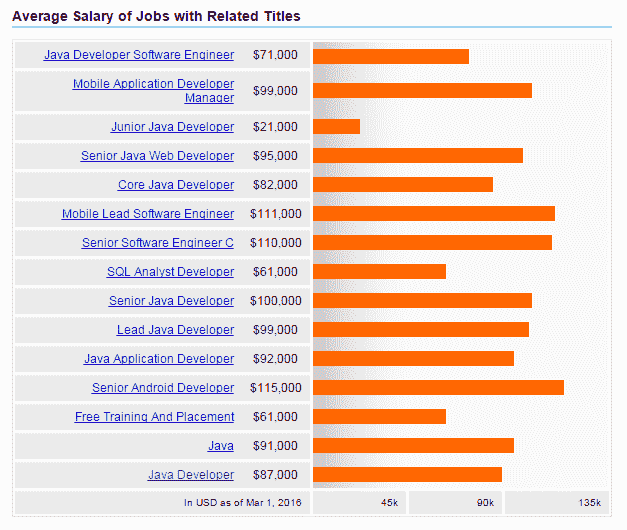 Average Salary of Jobs with Related Titles
Java Developer Software Engineer $71,000
Mobile Application Developer
Manager $99,000
Junior Java Developer $21,000
Senior Java Web Developer $95,000
Core Java Developer $82,000
Mobile Lead Software Engineer $111,000
Senior Software Engineer C $110,000
SQL Analyst Developer $61,000
Senior Java Developer $100,000
Lead Java Developer $99,000
Java Application Developer $92,000
Senior Android Developer $115,000
Free Training And Placement $61,000
Java $91,000
Java Developer $87,000
In USD as of Mar 1, 2016 45k 90k 135k